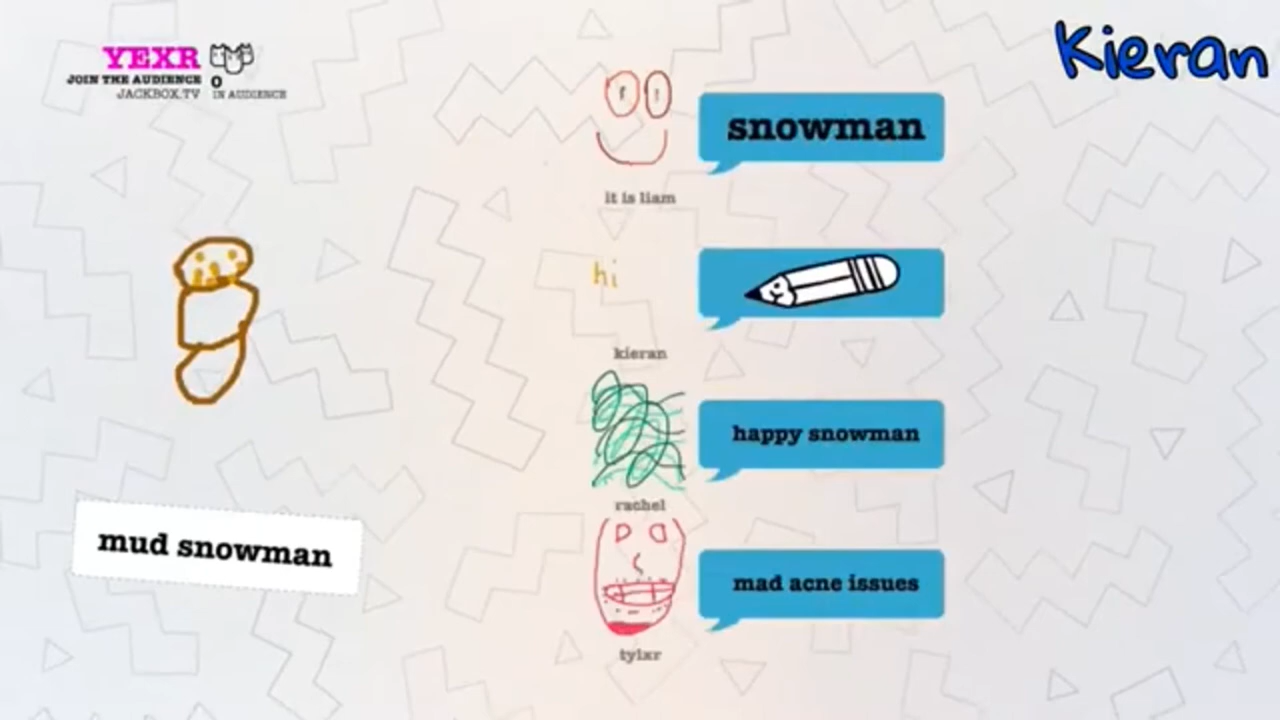 YEXR
JOIN THE AUDIENCE
JACKBOX.TV
0
IN AUDIENCE
Kieran
snowman
it is liam
hi
kieran
happy snowman
rachel
mud snowman
mad acne issues
tylxr